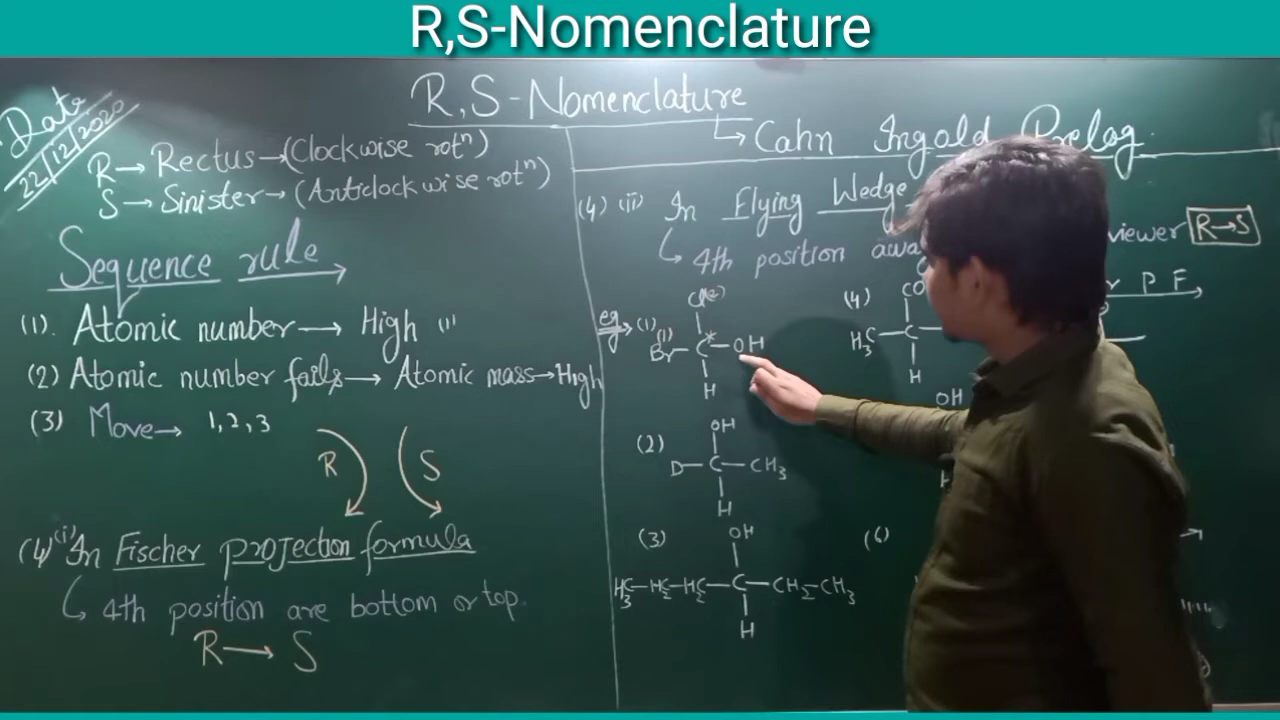 R,S-Nomenclature
R,S-Nomenclature
Date
22/12/2020
→ Cahn Ingold Prelog
R → Rectus → (Clockwise rotⁿ)
S → Sinister → (Anticlockwise rotⁿ)
Sequence rule
(1). Atomic number → High (1)
(2) Atomic number fails → Atomic mass → High
(3) Move → 1, 2, 3
R S
(4) (i) In Fischer projection formula
4th position are bottom or top.
R → S
(4) (ii) In Flying Wedge
4th position viewer R→S
P F
eg → (1)
(2)
(1)
Br–C*–OH
H
(2)
OH
D–C–CH3
H
(3)
OH
H3C–H2C–H2C–C–CH2–CH3
H
(4)
H3C–C–
H
OH
(6)